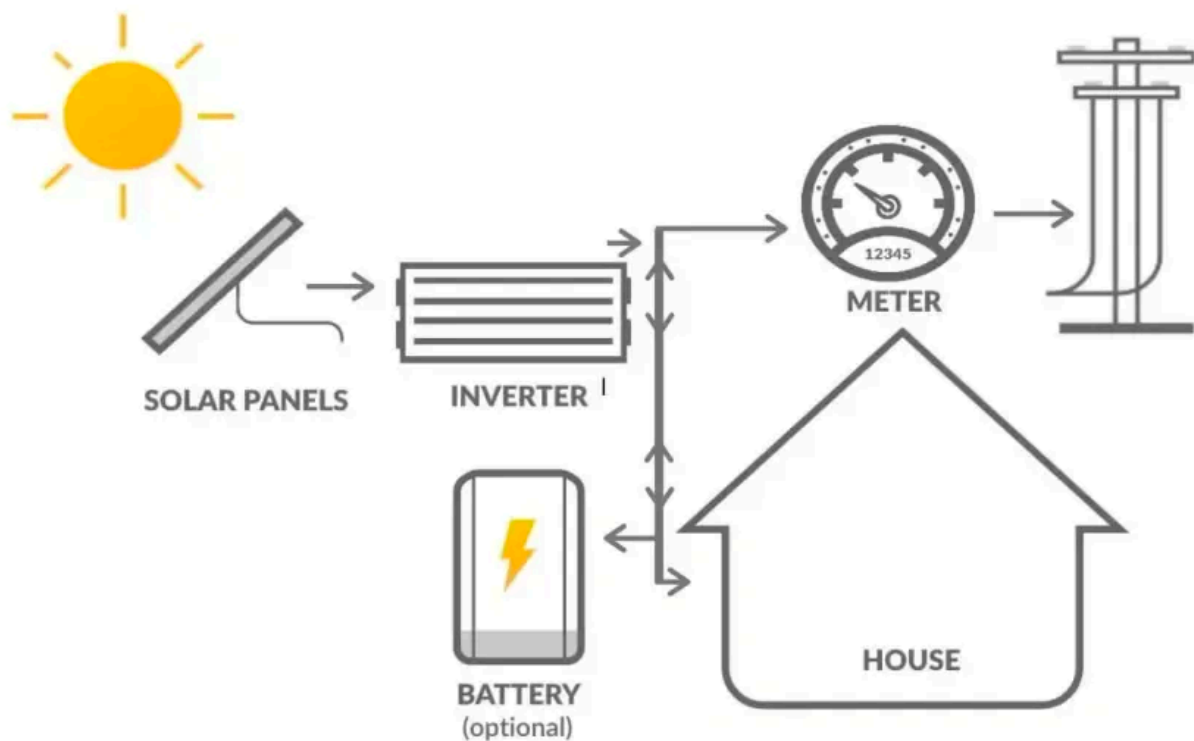 12345
METER
SOLAR PANELS
INVERTER
HOUSE
BATTERY
(optional)